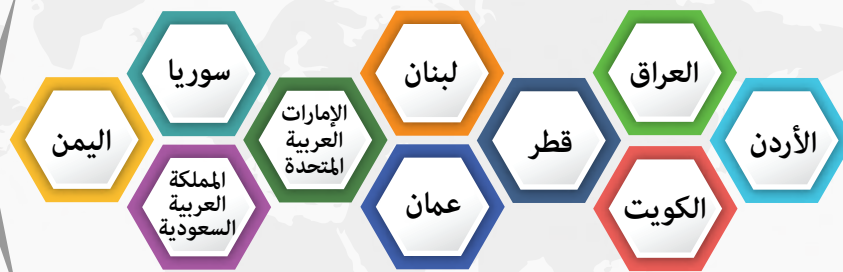 الأردن
العراق
الكويت
قطر
لبنان
عمان
الإمارات
العربية
المتحدة
سوريا
المملكة
العربية
السعودية
اليمن